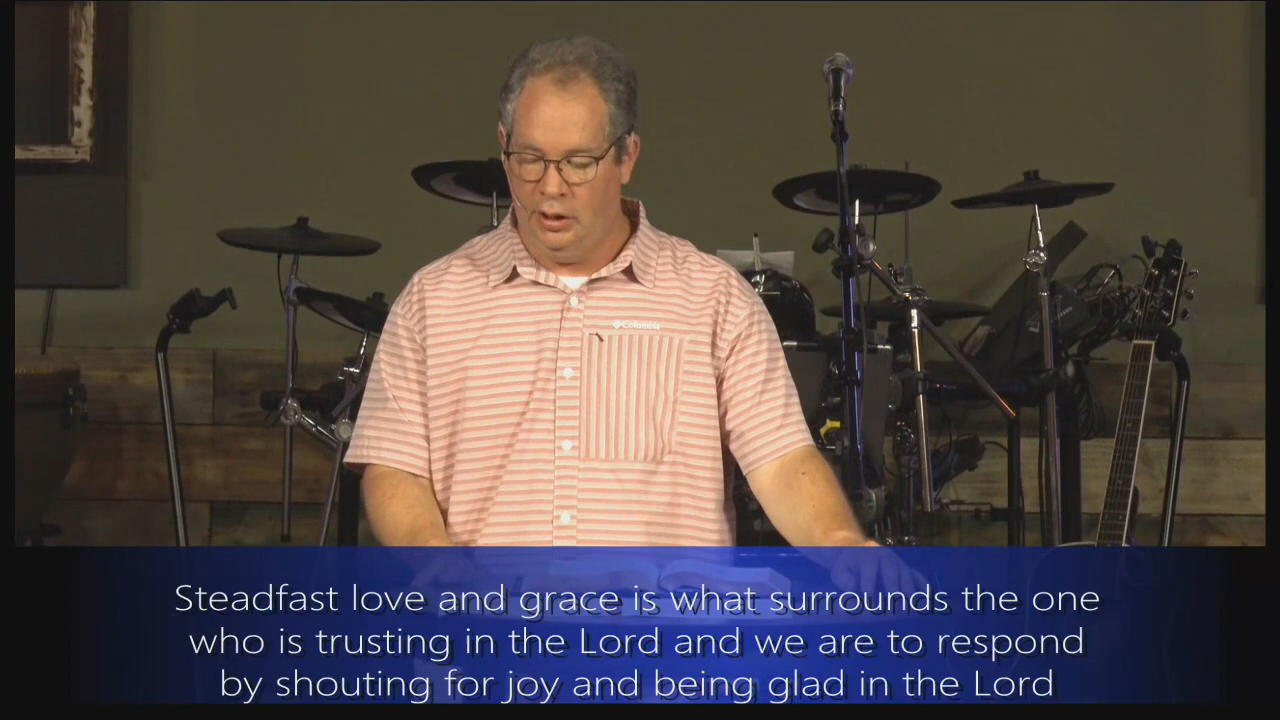 Columbia
Steadfast love and grace is what surrounds the one
who is trusting in the Lord and we are to respond
by shouting for joy and being glad in the Lord